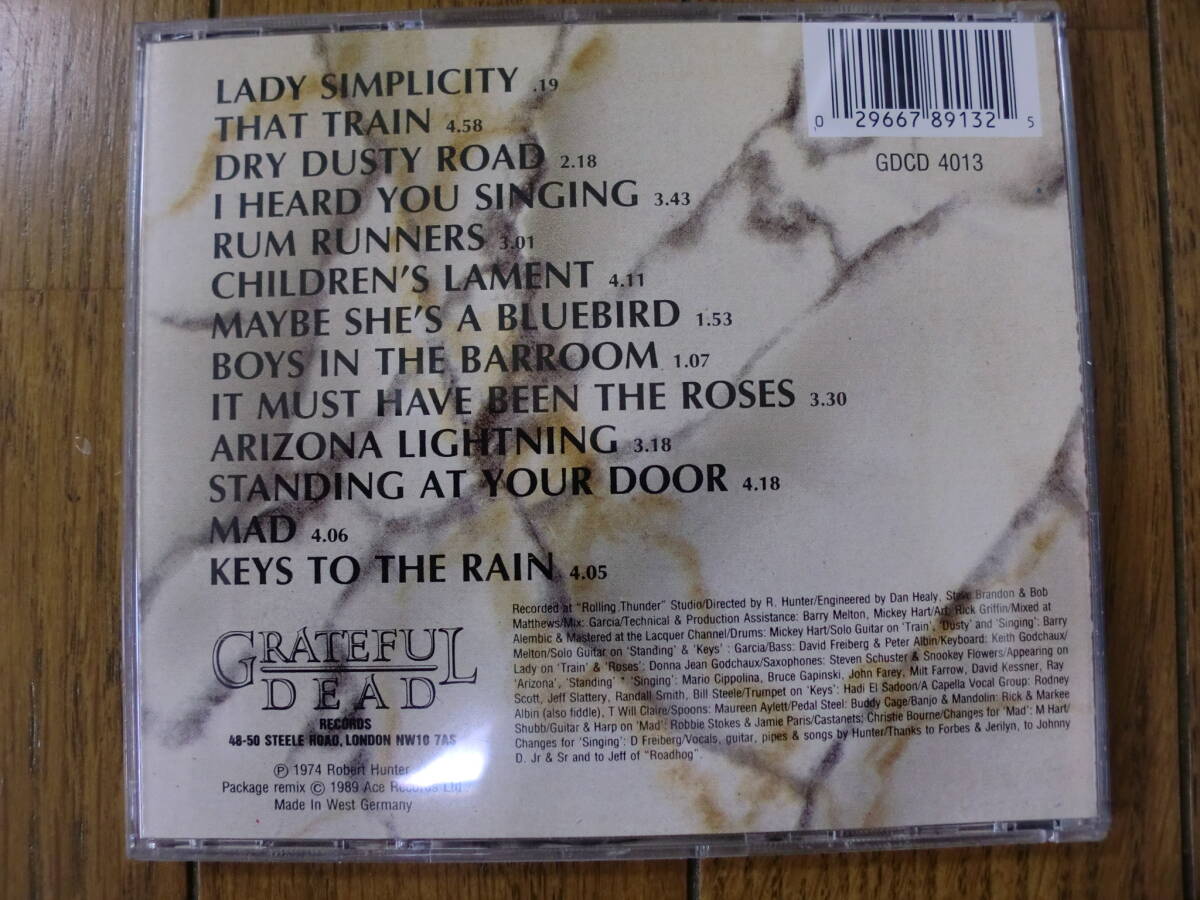 LADY SIMPLICITY .19
THAT TRAIN 4.58
DRY DUSTY ROAD 2.18
I HEARD YOU SINGING 3.43
RUM RUNNERS 3.01
CHILDREN'S LAMENT 4.11
MAYBE SHE'S A BLUEBIRD 1.53
BOYS IN THE BARROOM 1.07
IT MUST HAVE BEEN THE ROSES 3.30
ARIZONA LIGHTNING 3.18
STANDING AT YOUR DOOR 4.18
MAD 4.06
KEYS TO THE RAIN 4.05
0 29667 89132 5
GDCD 4013
GRATEFUL
DEAD
RECORDS
48-50 STEELE ROAD, LONDON NW10 7AS
℗ 1974 Robert Hunter
Package remix © 1989 Ace Records Ltd.
Made In West Germany
Recorded at "Rolling Thunder" Studio/Directed by R. Hunter/Engineered by Dan Healy, Steve Brandon & Bob
Matthews/Mix: Garcia/Technical & Production Assistance: Barry Melton, Mickey Hart/Art: Rick Griffin/Mixed at
Alembic & Mastered at the Lacquer Channel/Drums: Mickey Hart/Solo Guitar on 'Train', 'Dusty' and 'Singing': Barry
Melton/Solo Guitar on 'Standing' & 'Keys' : Garcia/Bass: David Freiberg & Peter Albin/Keyboard: Keith Godchaux/
Lady on 'Train' & 'Roses': Donna Jean Godchaux/Saxophones: Steven Schuster & Snookey Flowers/Appearing on
'Arizona', 'Standing' * 'Singing': Mario Cippolina, Bruce Gapinski, John Farey, Milt Farrow, David Kessner, Ray
Scott, Jeff Slattery, Randall Smith, Bill Steele/Trumpet on 'Keys': Hadi El Sadoon/A Capella Vocal Group: Rodney
Albin (also fiddle), T Will Claire/Spoons: Maureen Aylett/Pedal Steel: Buddy Cage/Banjo & Mandolin: Rick & Markee
Shubb/Guitar & Harp on 'Mad': Robbie Stokes & Jamie Paris/Castanets: Christie Bourne/Changes for 'Mad': M Hart/
Changes for 'Singing': D Freiberg/Vocals, guitar, pipes & songs by Hunter/Thanks to Forbes & Jerilyn, to Johnny
D. Jr & Sr and to Jeff of "Roadhog".